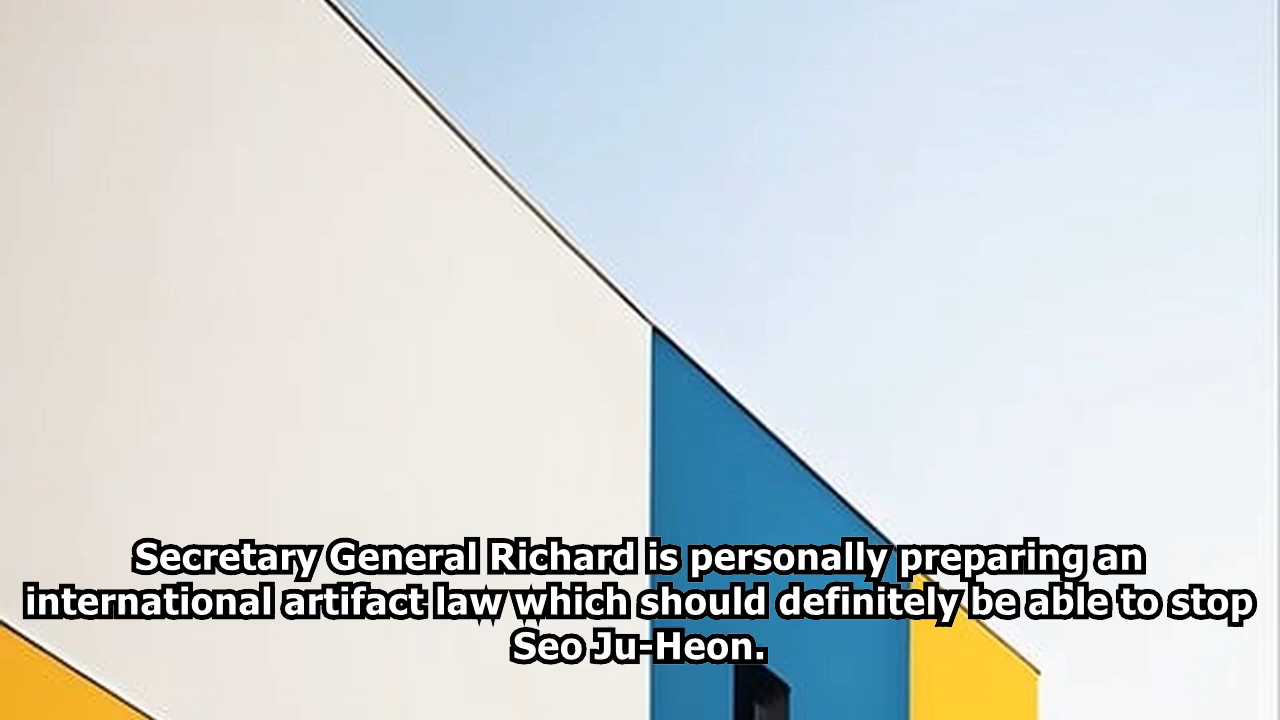 Secretary General Richard is personally preparing an
international artifact law which should definitely be able to stop
Seo Ju-Heon.